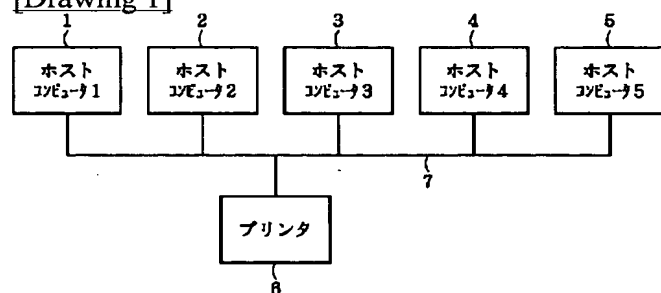 [Drawing 1]
1 2 3 4 5
ホスト ホスト ホスト ホスト ホスト
コンピュータ1 コンピュータ2 コンピュータ3 コンピュータ4 コンピュータ5
7
プリンタ
6